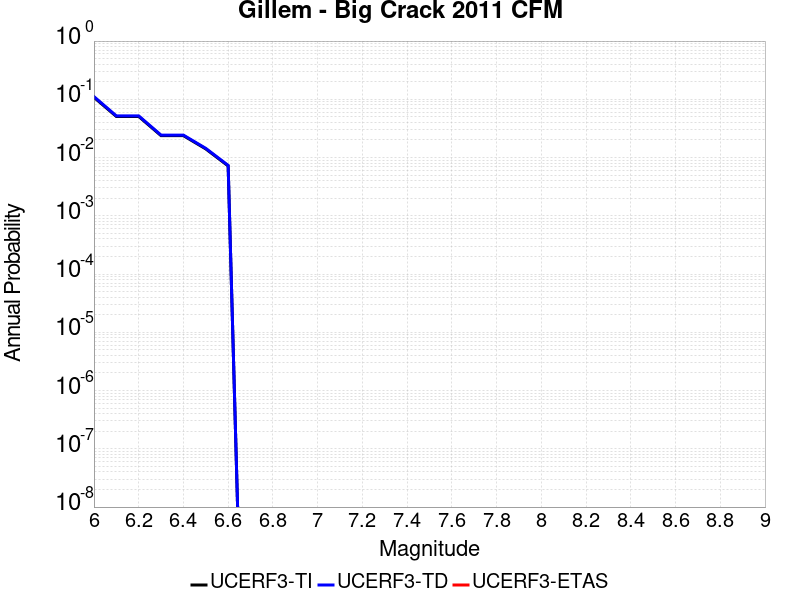 Gillem - Big Crack 2011 CFM
10^0
10^-1
10^-2
10^-3
10^-4
10^-5
10^-6
10^-7
10^-8
Annual Probability
6 6.2 6.4 6.6 6.8 7 7.2 7.4 7.6 7.8 8 8.2 8.4 8.6 8.8 9
Magnitude
UCERF3-TI UCERF3-TD UCERF3-ETAS